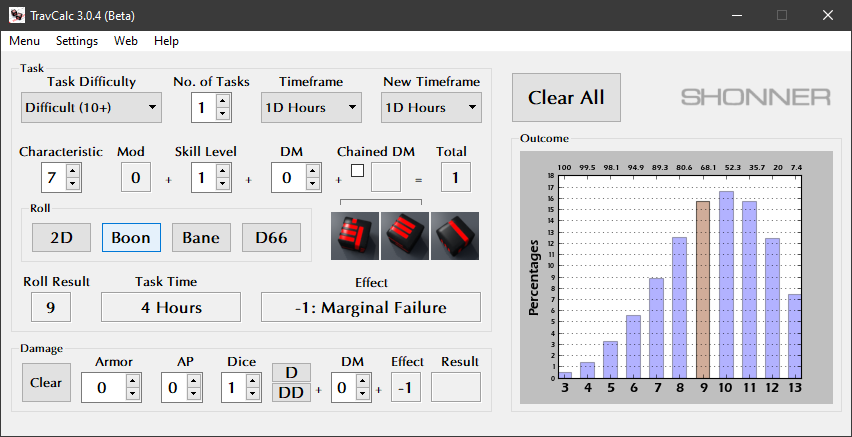 TravCalc 3.0.4 (Beta)
Menu Settings Web Help
Task
Task Difficulty No. of Tasks Timeframe New Timeframe
Difficult (10+) 1 1D Hours 1D Hours
Characteristic Mod Skill Level DM Chained DM Total
7 0 + 1 + 0 + = 1
Roll
2D Boon Bane D66
Roll Result Task Time Effect
9 4 Hours -1: Marginal Failure
Damage
Armor AP Dice DM Effect Result
Clear 0 0 1 D DD + 0 + -1
Clear All SHONNER
Outcome
100 99.5 98.1 94.9 89.3 80.6 68.1 52.3 35.7 20 7.4
18
17
16
15
14
13
12
11
10
9
8
7
6
5
4
3
2
1
0
Percentages
3 4 5 6 7 8 9 10 11 12 13